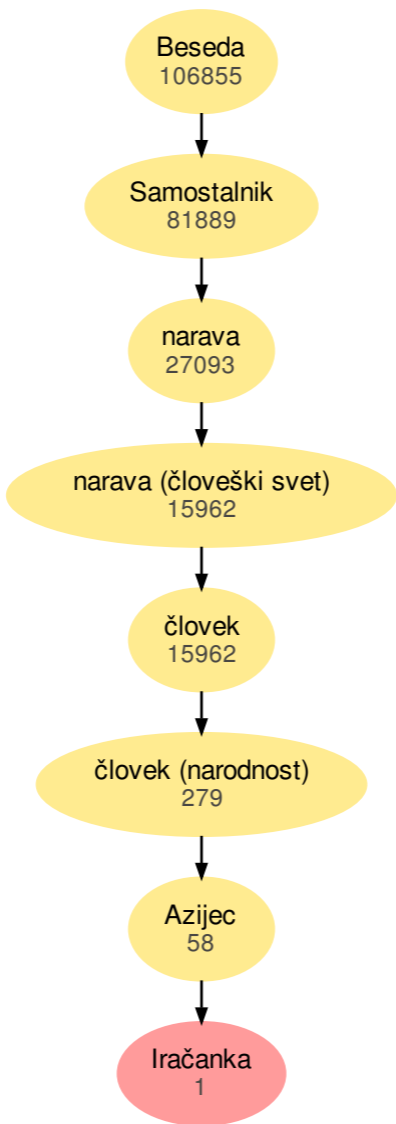 Beseda
106855
Samostalnik
81889
narava
27093
narava (človeški svet)
15962
človek
15962
človek (narodnost)
279
Azijec
58
Iračanka
1